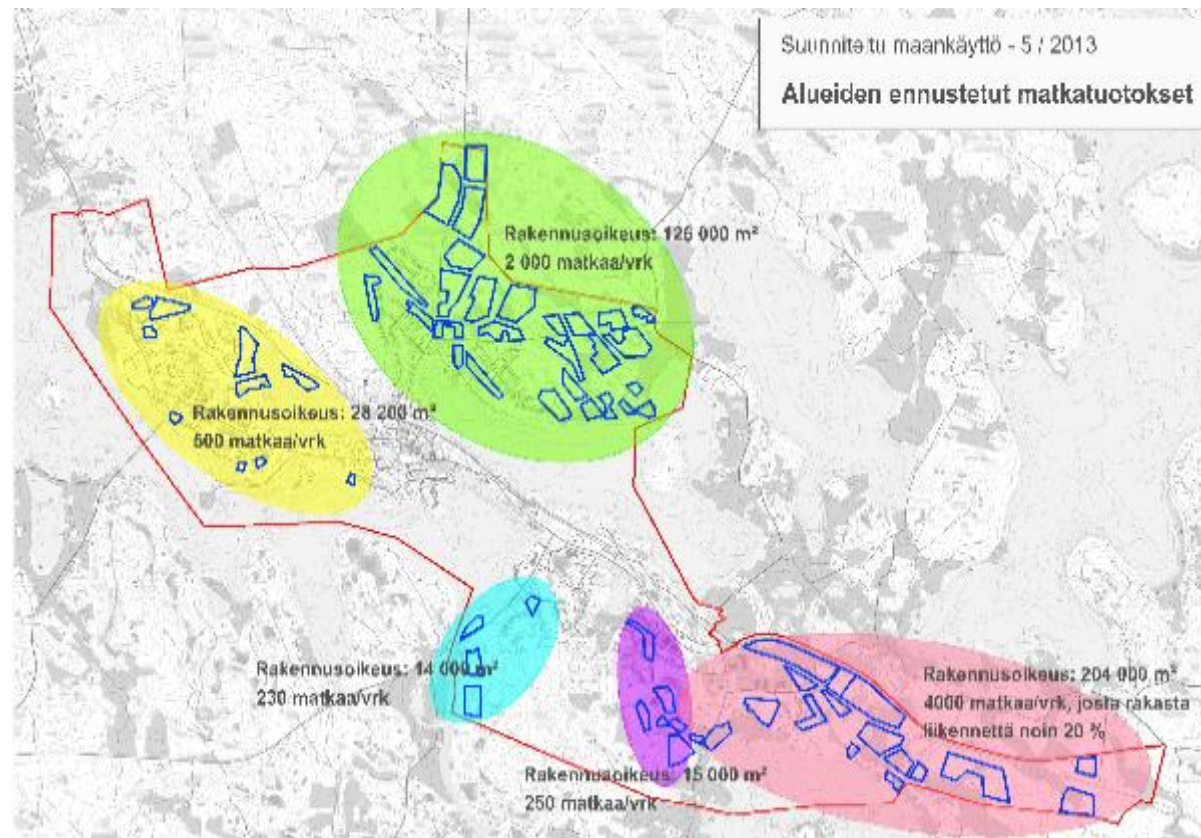 Suunniteltu maankäyttö - 5 / 2013
Alueiden ennustetut matkatuotokset
Rakennusoikeus: 126 000 m²
2 000 matkaa/vrk
Rakennusoikeus: 28 200 m²
500 matkaa/vrk
Rakennusoikeus: 14 000 m²
230 matkaa/vrk
Rakennusoikeus: 204 000 m²
4000 matkaa/vrk, josta raskasta
liikennettä noin 20 %
Rakennusoikeus: 15 000 m²
250 matkaa/vrk